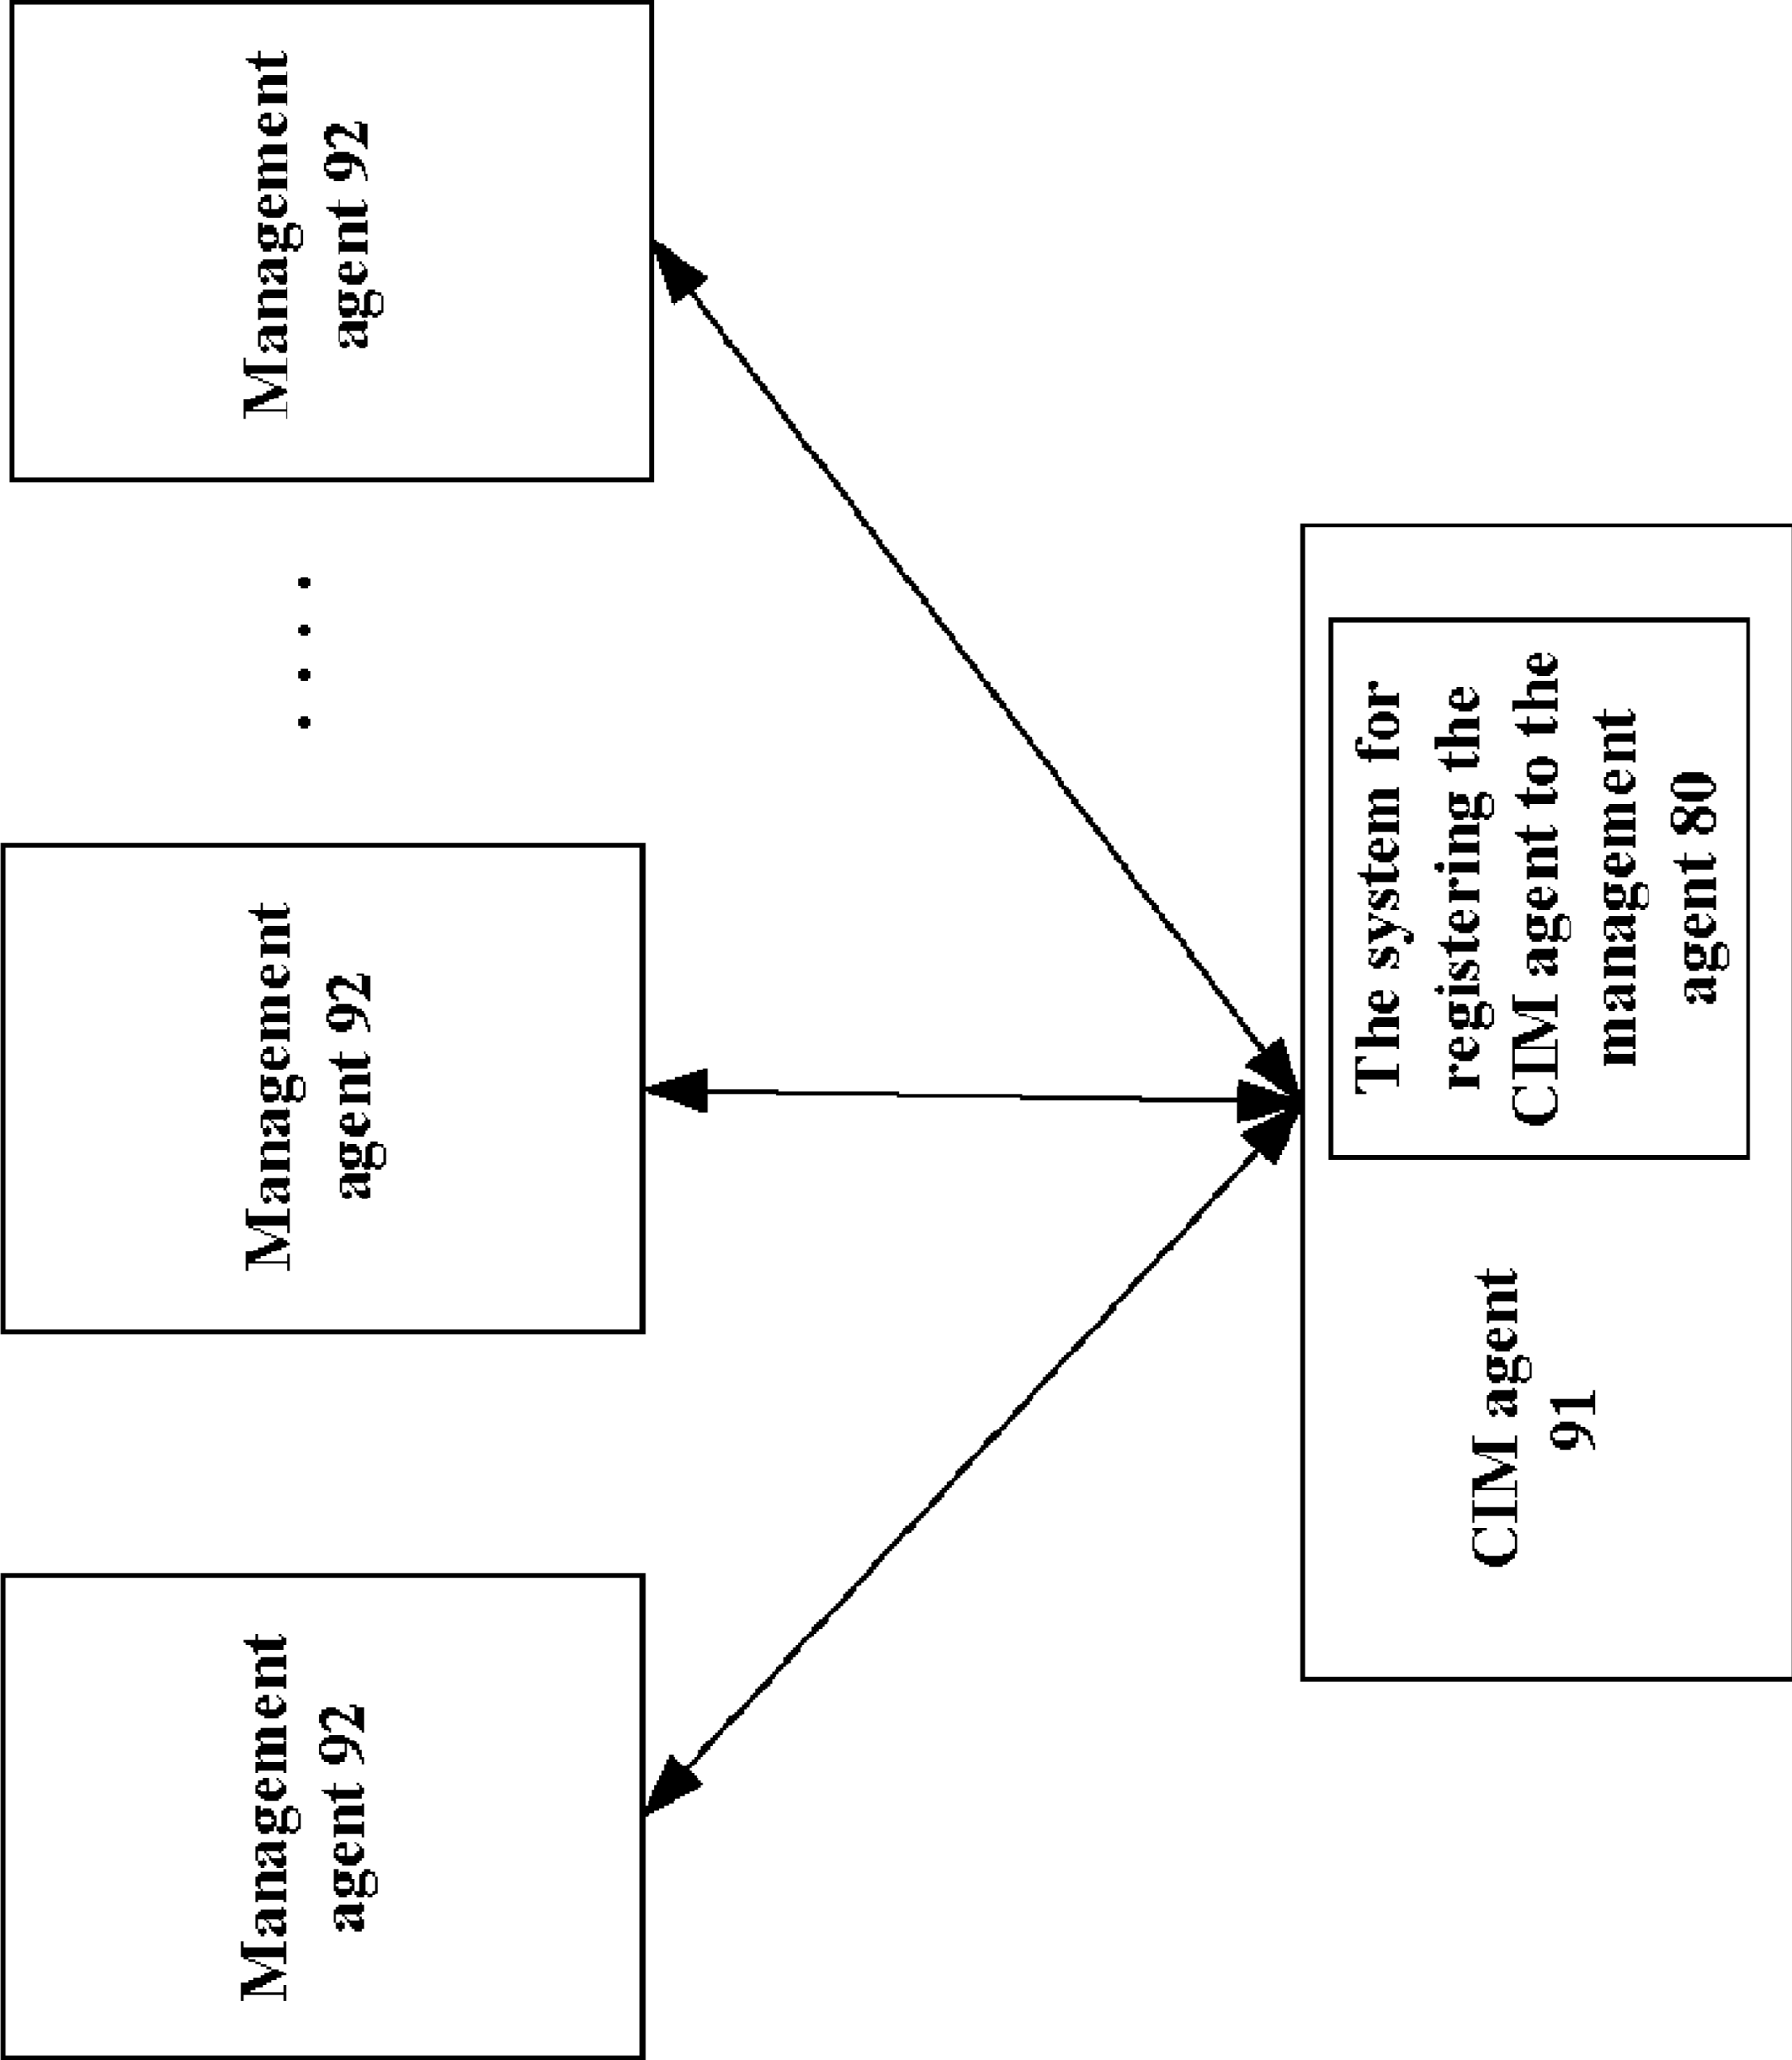 Management
agent 92
Management
agent 92
. . . .
Management
agent 92
CIM agent
91
The system for
registering the
CIM agent to the
management
agent 80